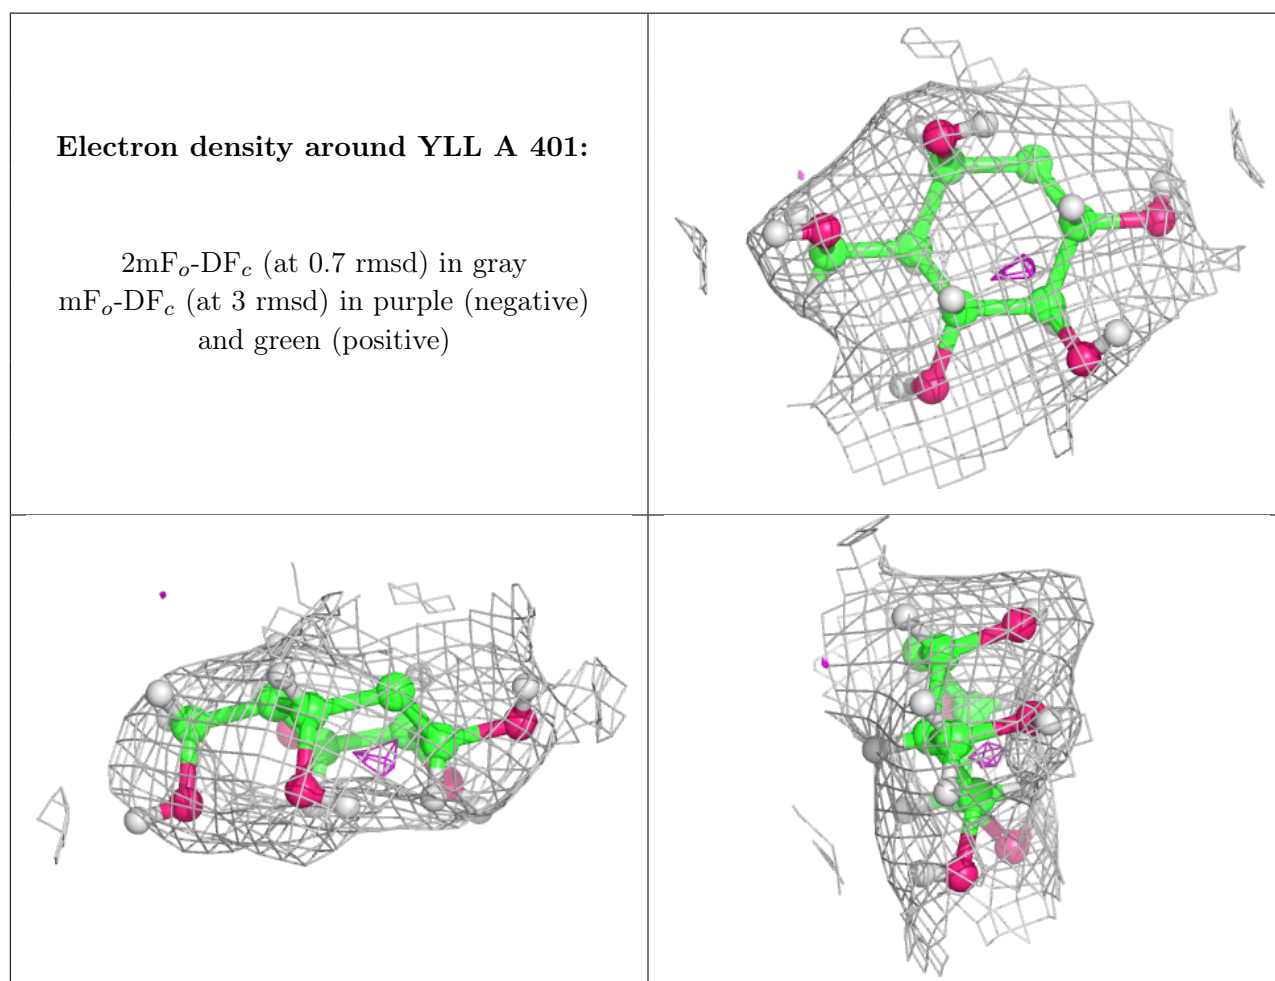 Electron density around YLL A 401:
2mFo-DFc (at 0.7 rmsd) in gray
mFo-DFc (at 3 rmsd) in purple (negative)
and green (positive)